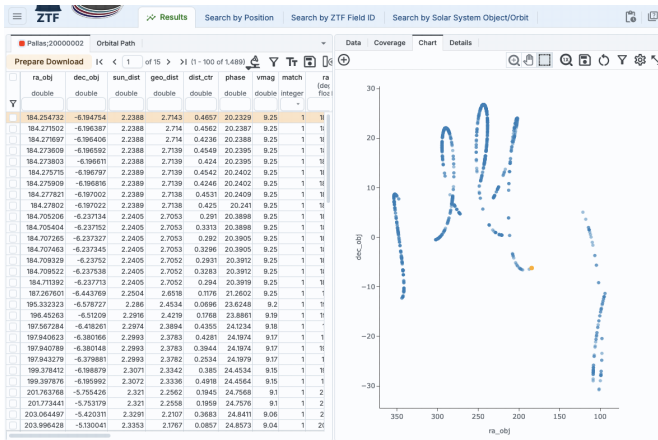 ZTF
Results
Search by Position
Search by ZTF Field ID
Search by Solar System Object/Orbit
Pallas;20000002
Orbital Path
Data
Coverage
Chart
Details
Prepare Download
1
of 15
(1 - 100 of 1,489)
ra_obj dec_obj sun_dist geo_dist dist_ctr phase vmag match ra
double double double double double double double integer
184.254732 -6.194754 2.2388 2.7143 0.4657 20.2329 9.25 1 18
184.271502 -6.196387 2.2388 2.714 0.4562 20.2387 9.25 1 18
184.271697 -6.196406 2.2388 2.714 0.4236 20.2388 9.25 1 18
184.273609 -6.196592 2.2388 2.7139 0.4549 20.2395 9.25 1 18
184.273803 -6.196611 2.2388 2.7139 0.424 20.2395 9.25 1 18
184.275715 -6.196797 2.2389 2.7139 0.4542 20.2402 9.25 1 18
184.275909 -6.196816 2.2389 2.7139 0.4246 20.2402 9.25 1 18
184.277821 -6.197002 2.2389 2.7138 0.4531 20.2409 9.25 1 18
184.27802 -6.197022 2.2389 2.7138 0.425 20.241 9.25 1 18
184.705206 -6.237134 2.2405 2.7053 0.291 20.3898 9.25 1 18
184.705404 -6.237152 2.2405 2.7053 0.3313 20.3898 9.25 1 18
184.707265 -6.237327 2.2405 2.7053 0.292 20.3905 9.25 1 18
184.707463 -6.237345 2.2405 2.7053 0.3296 20.3905 9.25 1 18
184.709329 -6.23752 2.2405 2.7052 0.2931 20.3912 9.25 1 18
184.709522 -6.237538 2.2405 2.7052 0.3283 20.3912 9.25 1 18
184.711392 -6.237713 2.2405 2.7052 0.294 20.3919 9.25 1 18
187.267601 -6.443769 2.2504 2.6518 0.1176 21.2602 9.25 1 1
195.332323 -6.578727 2.286 2.4534 0.0696 23.6248 9.2 1
196.45263 -6.51209 2.2916 2.4219 0.1768 23.8861 9.19 1
197.567284 -6.418261 2.2974 2.3894 0.4355 24.1234 9.18 1
197.940623 -6.380166 2.2993 2.3783 0.4281 24.1974 9.17 1
197.940789 -6.380148 2.2993 2.3783 0.3944 24.1974 9.17 1
197.943279 -6.379881 2.2993 2.3782 0.2534 24.1979 9.17 1
199.378412 -6.198879 2.3071 2.3342 0.385 24.4534 9.15 1
199.397876 -6.195992 2.3072 2.3336 0.4918 24.4564 9.15 1
201.763768 -5.755426 2.321 2.2562 0.1945 24.7568 9.1 1
201.773441 -5.753179 2.321 2.2558 0.1959 24.7576 9.1 1
203.064497 -5.420311 2.3291 2.2107 0.3683 24.8411 9.06 1
203.996428 -5.130041 2.3353 2.1767 0.0857 24.8573 9.04 1
30
20
10
0
−10
−20
−30
dec_obj
350 300 250 200 150 100
ra_obj